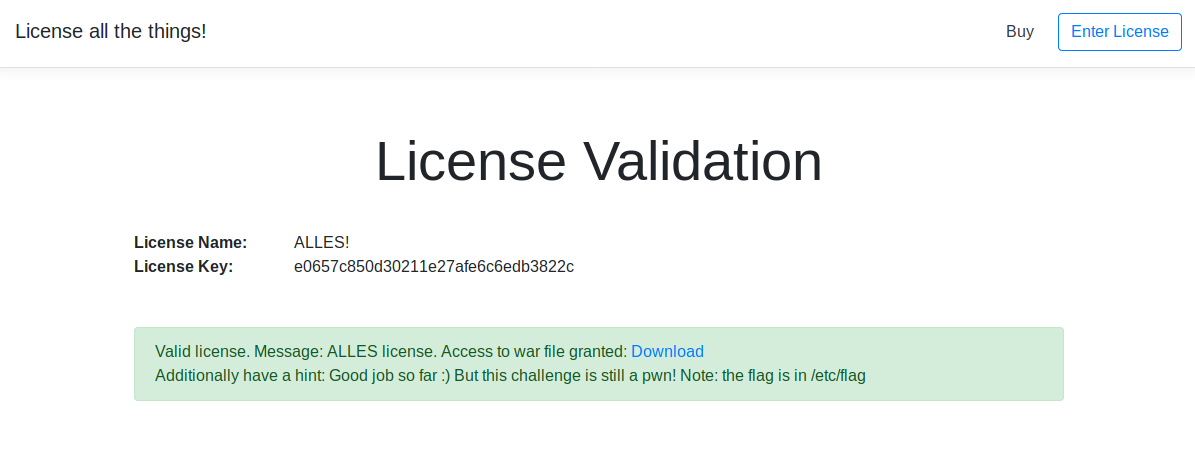 License all the things!
Buy
Enter License
License Validation
License Name: ALLES!
License Key: e0657c850d30211e27afe6c6edb3822c
Valid license. Message: ALLES license. Access to war file granted: Download
Additionally have a hint: Good job so far :) But this challenge is still a pwn! Note: the flag is in /etc/flag